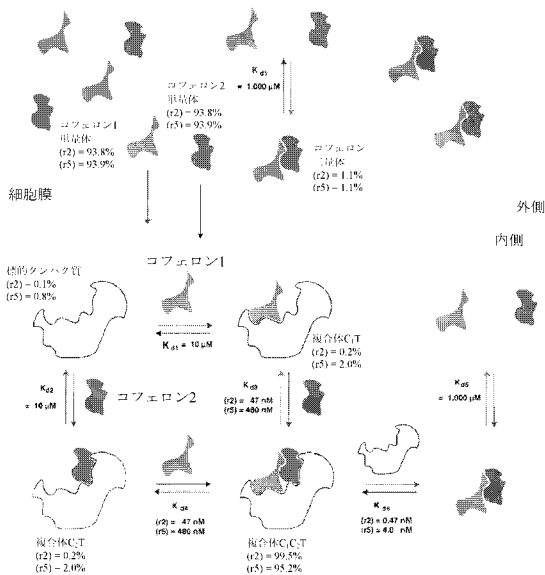 K d5
= 1,000 μM
コフェロン2
単量体
(r2) = 93.8%
(r5) = 93.9%
コフェロン1
単量体
(r2) = 93.8%
(r5) = 93.9%
コフェロン
二量体
(r2) = 1.1%
(r5) = 1.1%
細胞膜
外側
内側
標的タンパク質
(r2) = 0.1%
(r5) = 0.8%
コフェロン1
K d1 = 10 μM
複合体C₁T
(r2) = 0.2%
(r5) = 2.0%
K d2
= 10 μM
コフェロン2
K d3
(r2) = 47 nM
(r5) = 480 nM
K d5
= 1,000 μM
K d4
(r2) = 47 nM
(r5) = 480 nM
K d6
(r2) = 0.47 nM
(r5) = 4.8 nM
複合体C₂T
(r2) = 0.2%
(r5) = 2.0%
複合体C₁C₂T
(r2) = 99.5%
(r5) = 95.2%